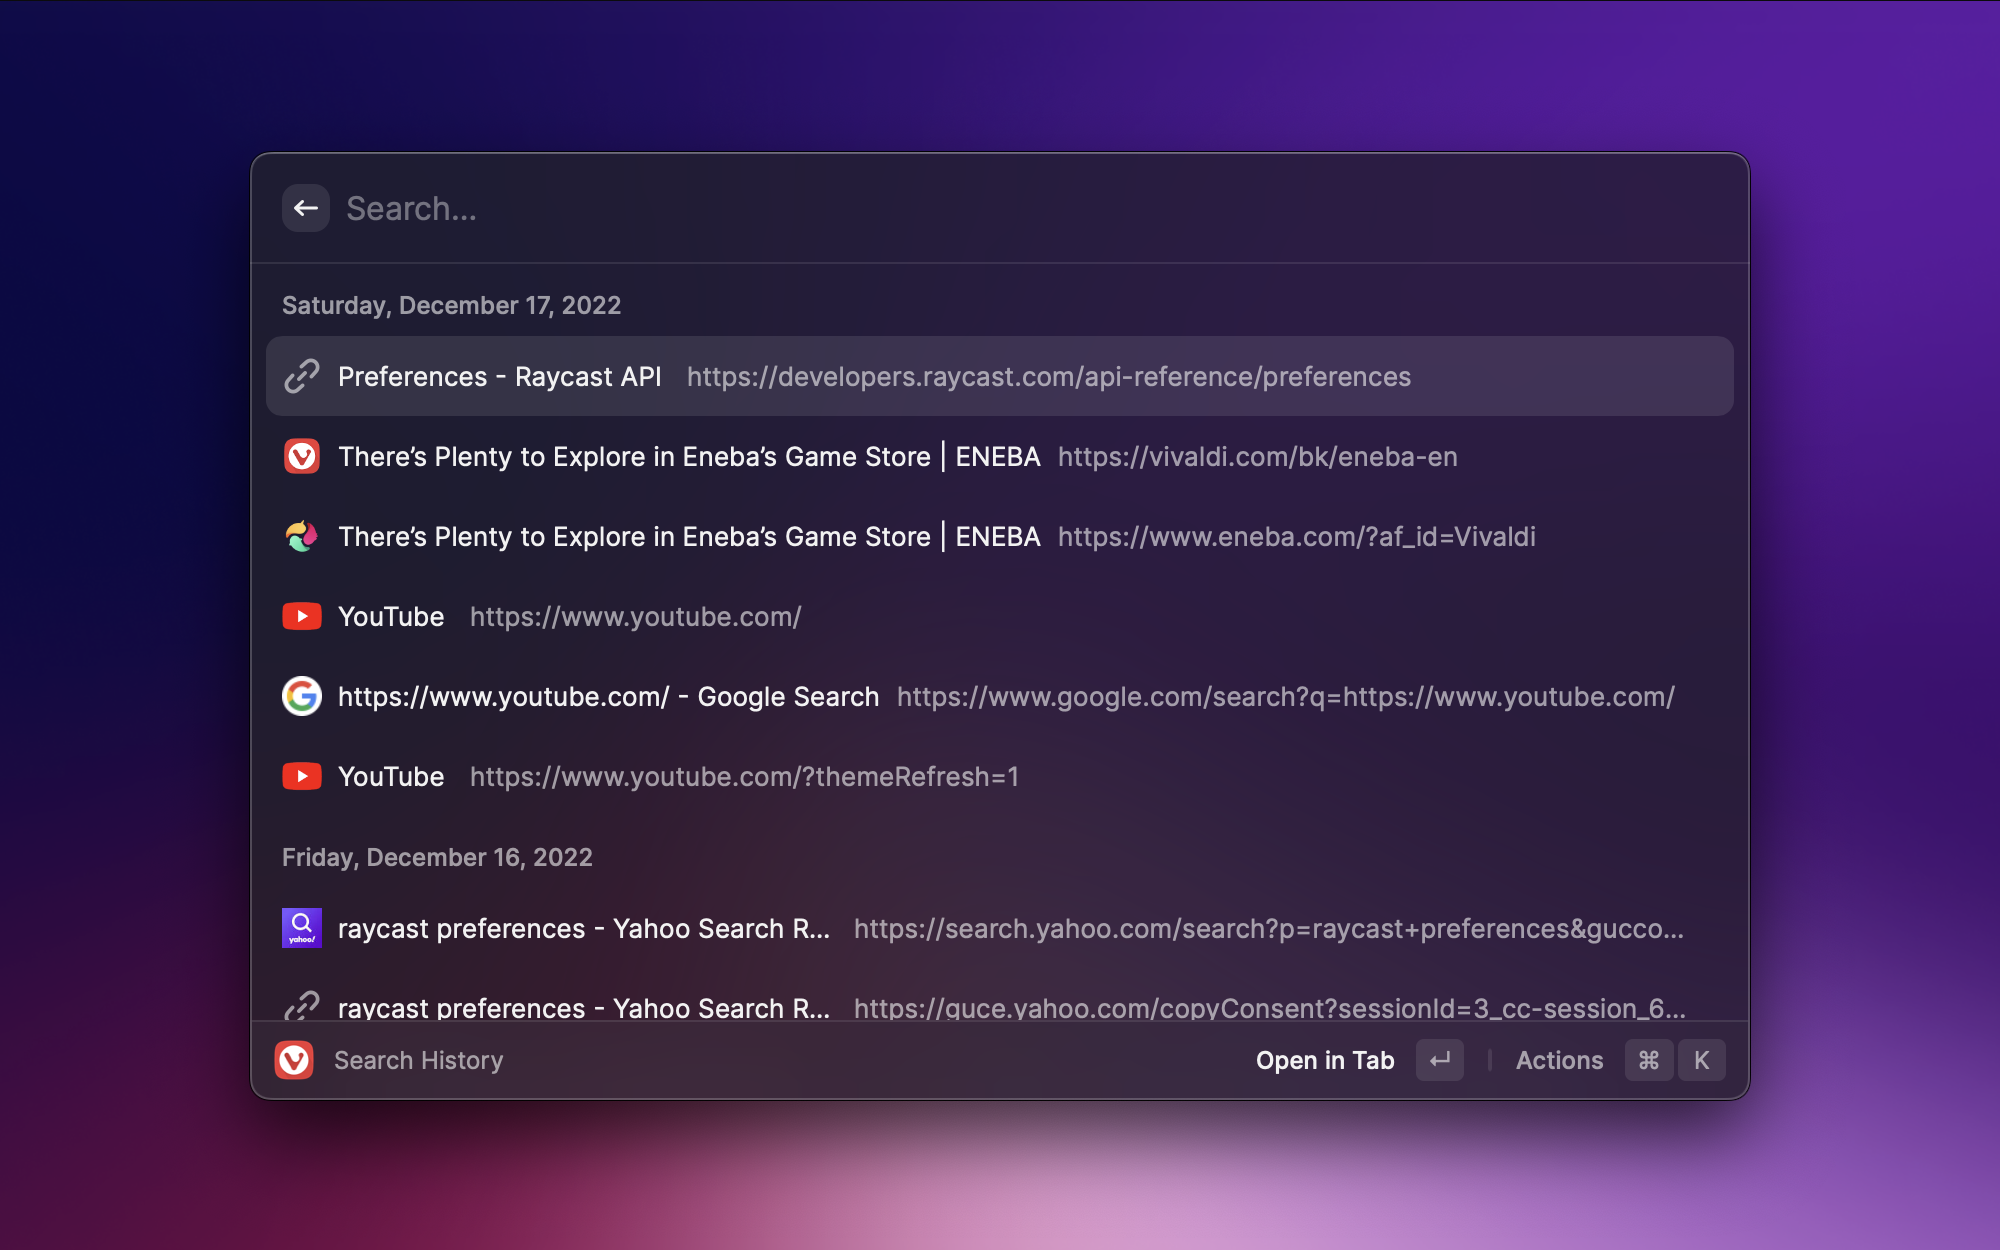 Search...
Saturday, December 17, 2022
Preferences - Raycast API https://developers.raycast.com/api-reference/preferences
There’s Plenty to Explore in Eneba’s Game Store | ENEBA https://vivaldi.com/bk/eneba-en
There’s Plenty to Explore in Eneba’s Game Store | ENEBA https://www.eneba.com/?af_id=Vivaldi
YouTube https://www.youtube.com/
https://www.youtube.com/ - Google Search https://www.google.com/search?q=https://www.youtube.com/
YouTube https://www.youtube.com/?themeRefresh=1
Friday, December 16, 2022
yahoo! raycast preferences - Yahoo Search R... https://search.yahoo.com/search?p=raycast+preferences&gucco...
raycast preferences - Yahoo Search R... https://guce.yahoo.com/copyConsent?sessionId=3_cc-session_6...
Search History Open in Tab ↵ Actions ⌘ K